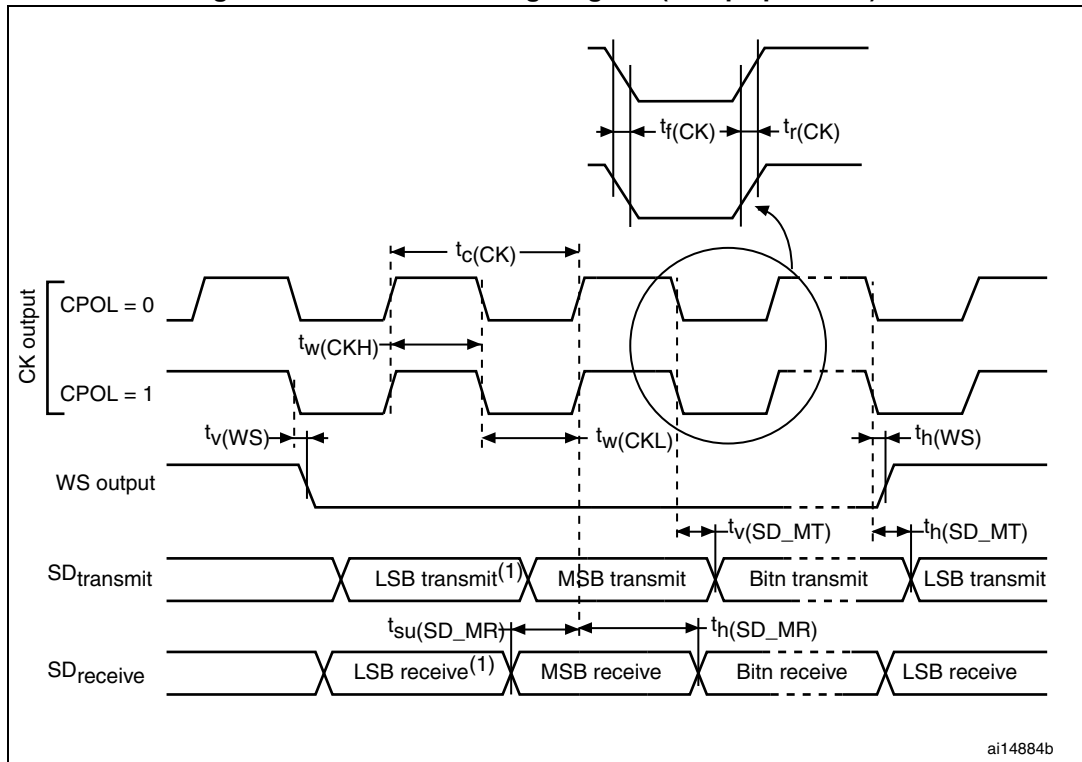 tf(CK)
tr(CK)
tc(CK)
CK output
CPOL = 0
tw(CKH)
CPOL = 1
tv(WS)
tw(CKL)
th(WS)
WS output
tv(SD_MT)
th(SD_MT)
SDtransmit
LSB transmit(1)
MSB transmit
Bitn transmit
LSB transmit
tsu(SD_MR)
th(SD_MR)
SDreceive
LSB receive(1)
MSB receive
Bitn receive
LSB receive
ai14884b